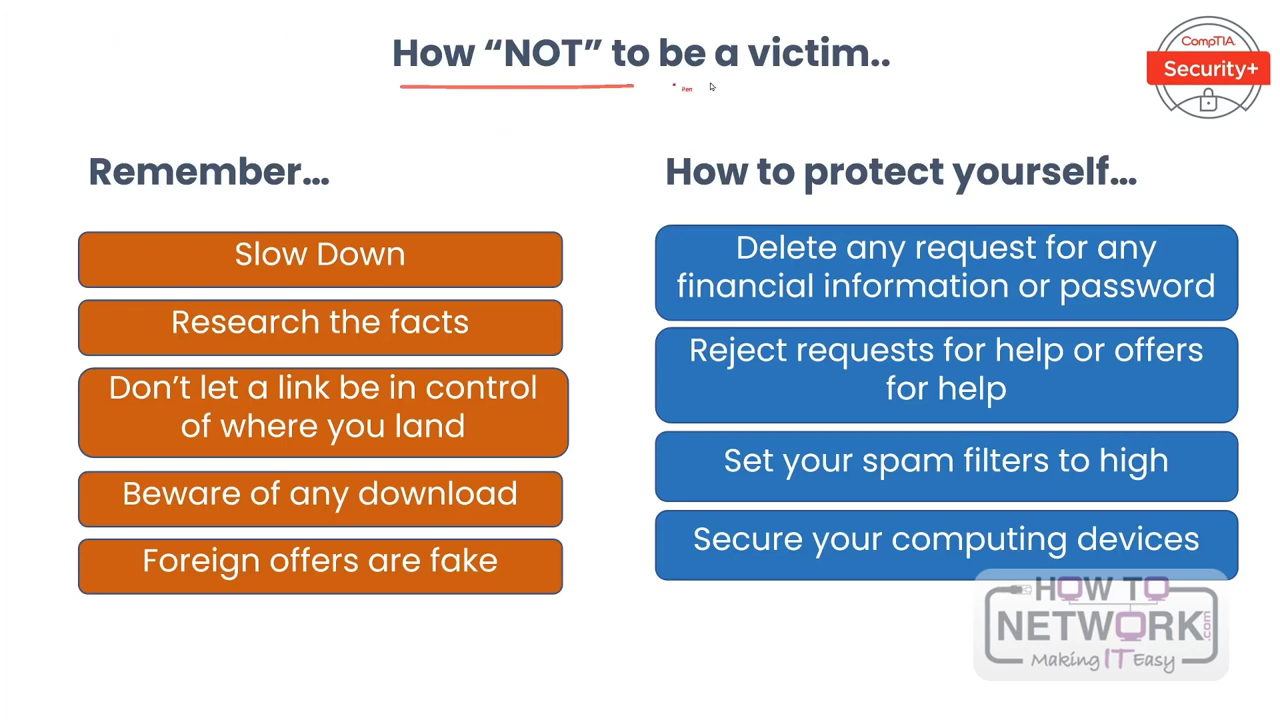 How “NOT” to be a victim..
CompTIA
Security+
Pen
Remember…
How to protect yourself…
Slow Down
Research the facts
Don’t let a link be in control
of where you land
Beware of any download
Foreign offers are fake
Delete any request for any
financial information or password
Reject requests for help or offers
for help
Set your spam filters to high
Secure your computing devices
HOW TO
NETWORK.com
Making IT Easy